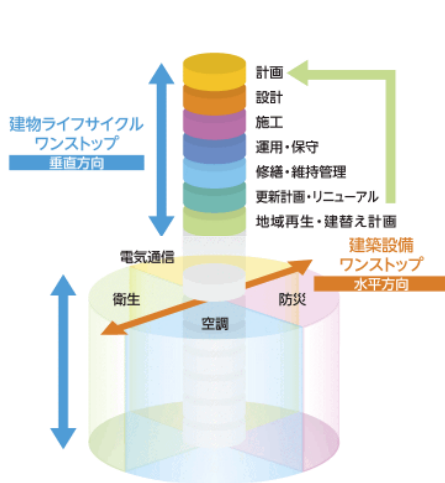 計画
設計
施工
運用・保守
修繕・維持管理
更新計画・リニューアル
地域再生・建替え計画
建物ライフサイクル
ワンストップ
垂直方向
建築設備
ワンストップ
水平方向
電気通信
衛生
防災
空調